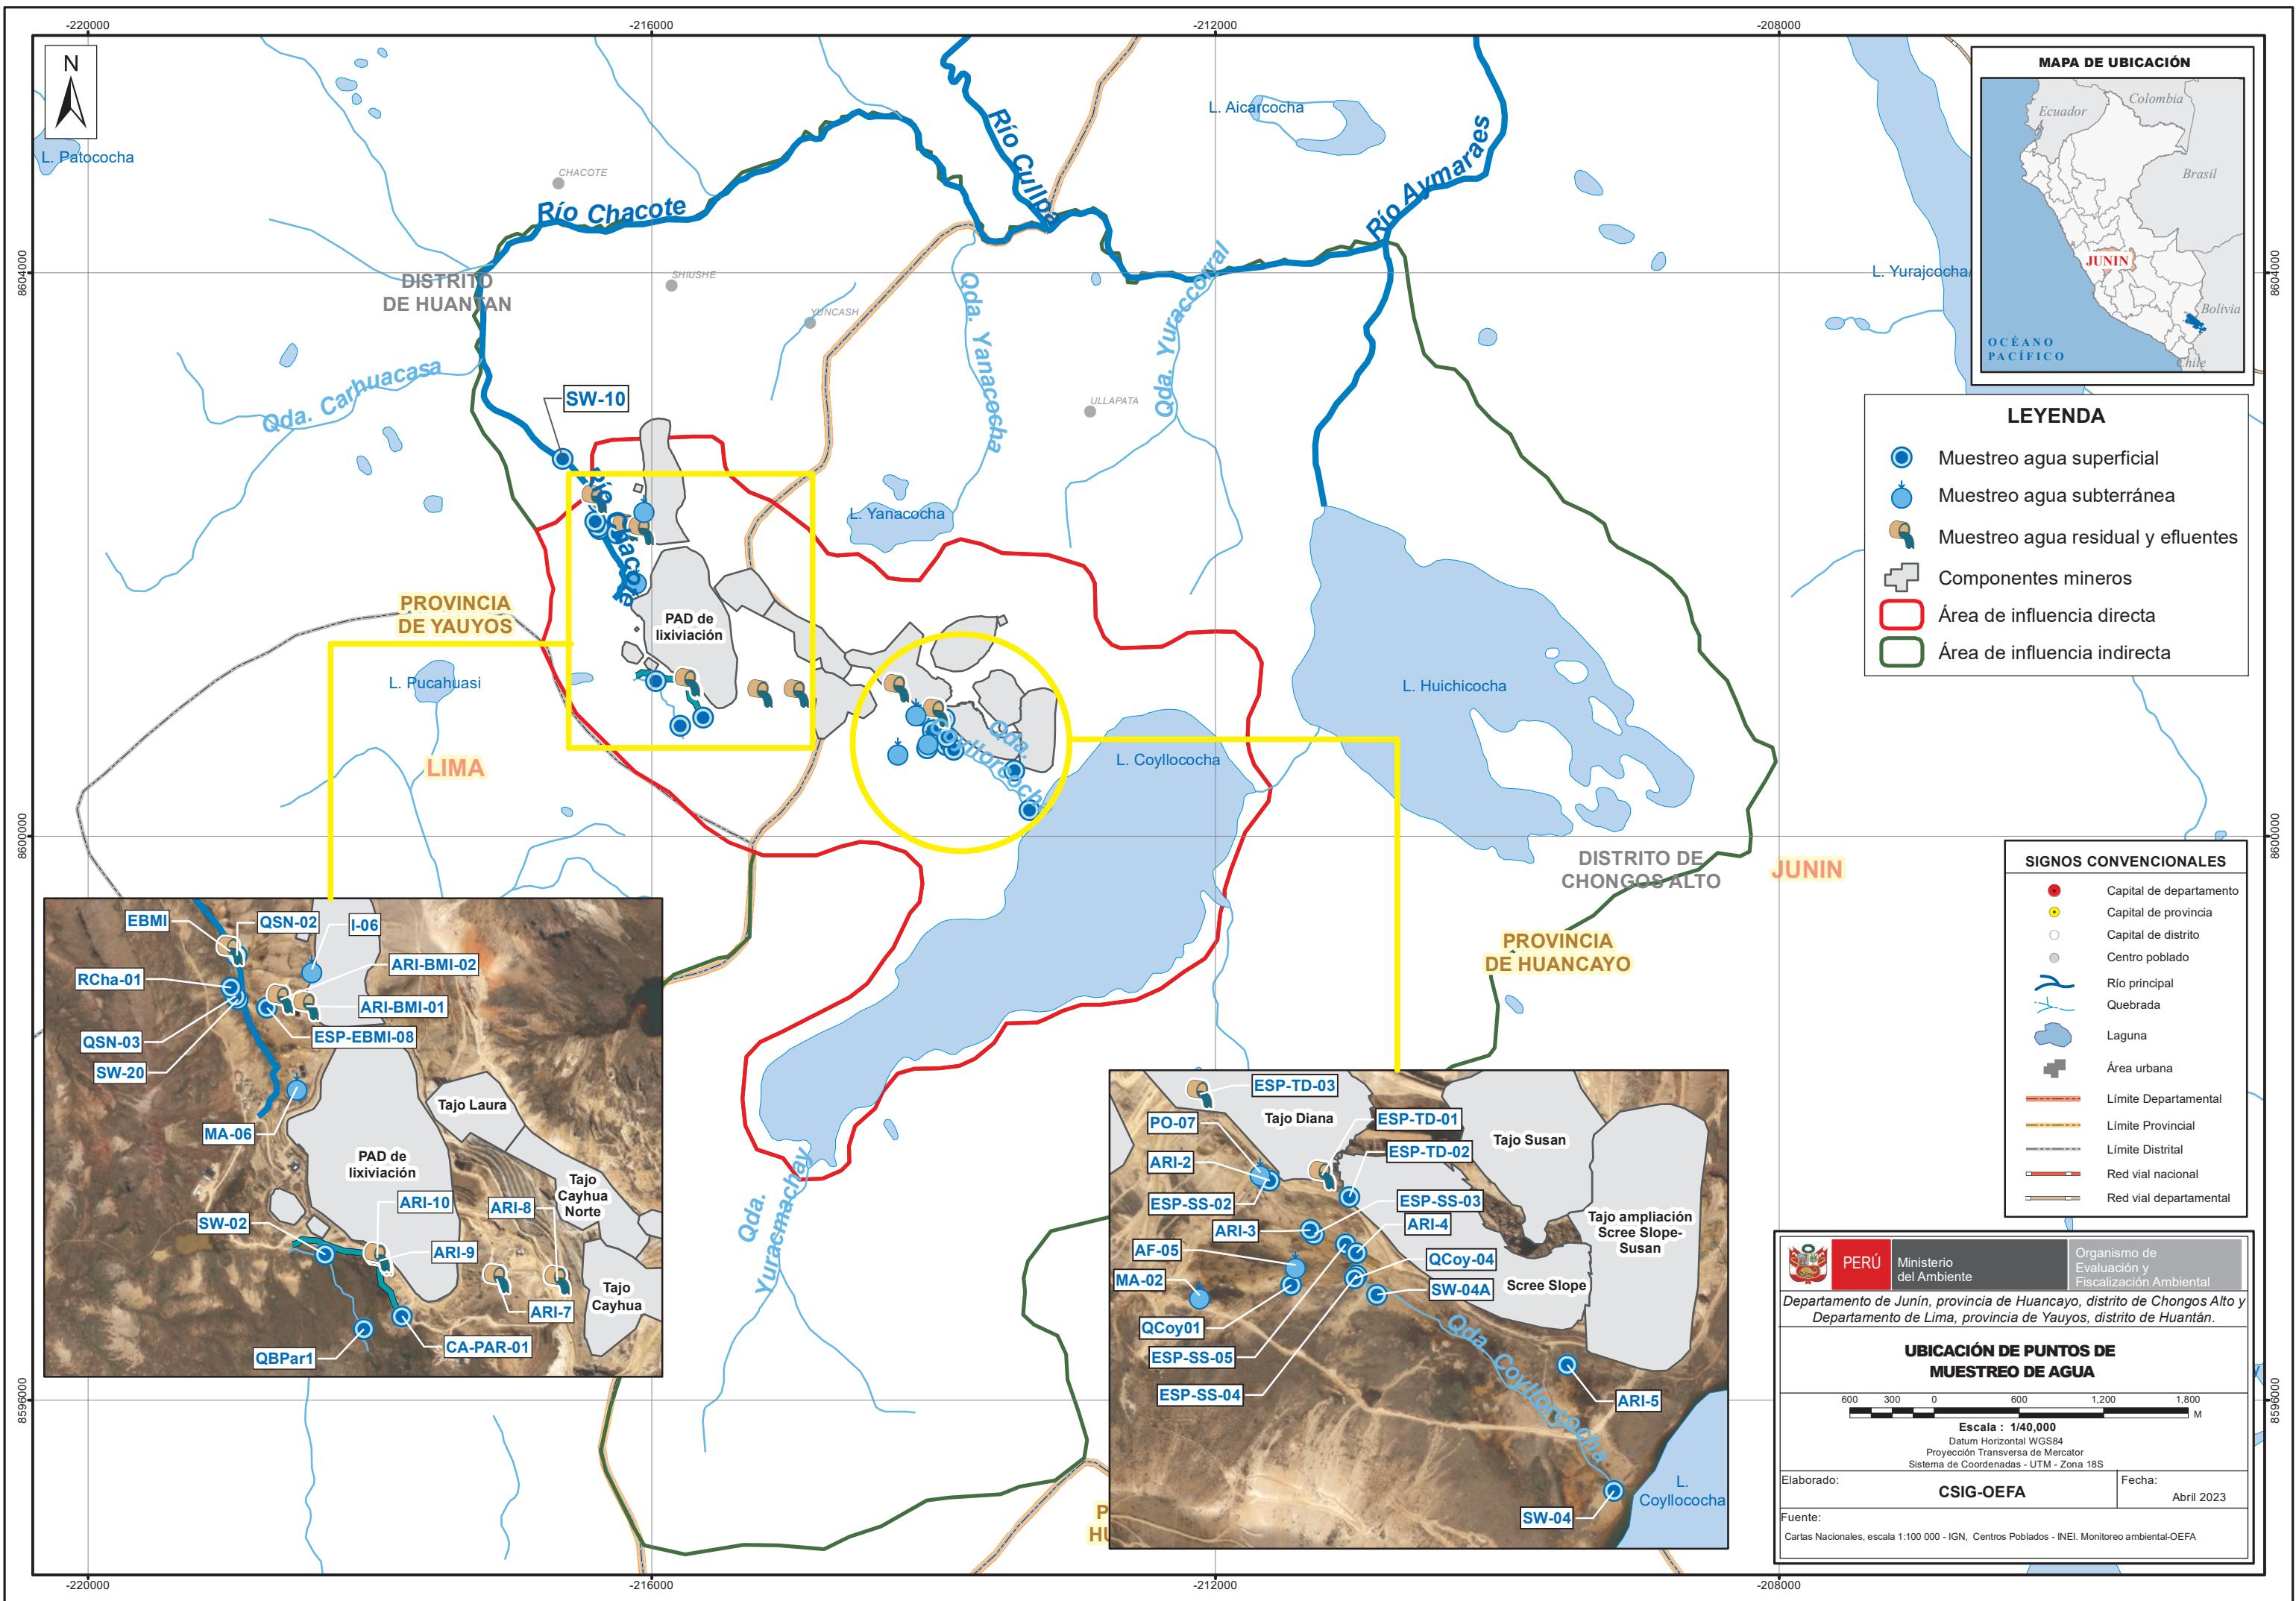 -220000
-216000
-212000
-208000
8604000
8600000
8596000
8604000
8600000
8596000
-220000
-216000
-212000
-208000
N
L. Patococha
CHACOTE
Río Chacote
Río Cullpa
L. Aicarcocha
Río Aymaraes
L. Yurajcocha
DISTRITO
DE HUANTAN
SHIUSHE
YUNCASH
Qda. Yanacocha
Qda. Yuraccorral
ULLAPATA
Qda. Carhuacasa
SW-10
L. Yanacocha
PROVINCIA
DE YAUYOS
PAD de
lixiviación
L. Pucahuasi
LIMA
L. Huichicocha
L. Coyllococha
Qda.
DISTRITO DE
CHONGOS ALTO
JUNIN
PROVINCIA
DE HUANCAYO
Qda.
Yuracmachay
MAPA DE UBICACIÓN
Ecuador
Colombia
Brasil
JUNIN
Bolivia
OCÉANO
PACÍFICO
Chile
LEYENDA
Muestreo agua superficial
Muestreo agua subterránea
Muestreo agua residual y efluentes
Componentes mineros
Área de influencia directa
Área de influencia indirecta
SIGNOS CONVENCIONALES
Capital de departamento
Capital de provincia
Capital de distrito
Centro poblado
Río principal
Quebrada
Laguna
Área urbana
Límite Departamental
Límite Provincial
Límite Distrital
Red vial nacional
Red vial departamental
EBMI
QSN-02
I-06
ARI-BMI-02
RCha-01
ARI-BMI-01
QSN-03
ESP-EBMI-08
SW-20
Tajo Laura
MA-06
PAD de
lixiviación
Tajo
Cayhua
Norte
ARI-10
ARI-8
SW-02
ARI-9
Tajo
Cayhua
ARI-7
CA-PAR-01
QBPar1
ESP-TD-03
PO-07
Tajo Diana
ESP-TD-01
Tajo Susan
ESP-TD-02
ARI-2
ESP-SS-02
ESP-SS-03
ARI-3
ARI-4
Tajo ampliación
Scree Slope-
Susan
AF-05
QCoy-04
MA-02
SW-04A
Scree Slope
QCoy01
Qda Coyllorcocha
ESP-SS-05
ESP-SS-04
ARI-5
L.
Coyllococha
SW-04
PERÚ
Ministerio
del Ambiente
Organismo de
Evaluación y
Fiscalización Ambiental
Departamento de Junín, provincia de Huancayo, distrito de Chongos Alto y
Departamento de Lima, provincia de Yauyos, distrito de Huantán.
UBICACIÓN DE PUNTOS DE
MUESTREO DE AGUA
600 300 0 600 1,200 1,800
M
Escala : 1/40,000
Datum Horizontal WGS84
Proyección Transversa de Mercator
Sistema de Coordenadas - UTM - Zona 18S
Elaborado:
CSIG-OEFA
Fecha:
Abril 2023
Fuente:
Cartas Nacionales, escala 1:100 000 - IGN, Centros Poblados - INEI. Monitoreo ambiental-OEFA